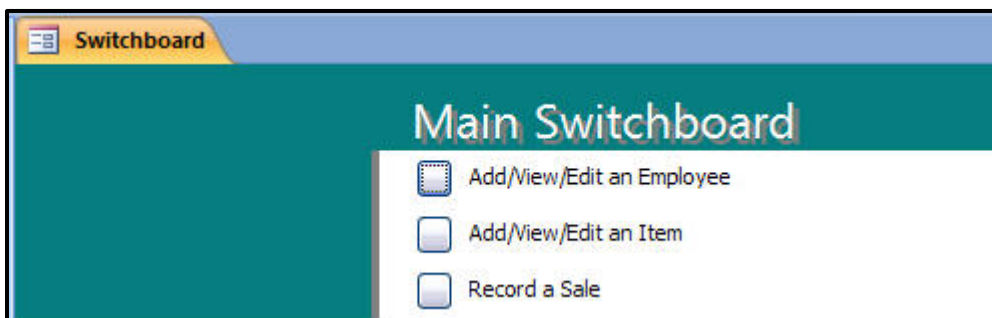 Switchboard
Main Switchboard
Add/View/Edit an Employee
Add/View/Edit an Item
Record a Sale